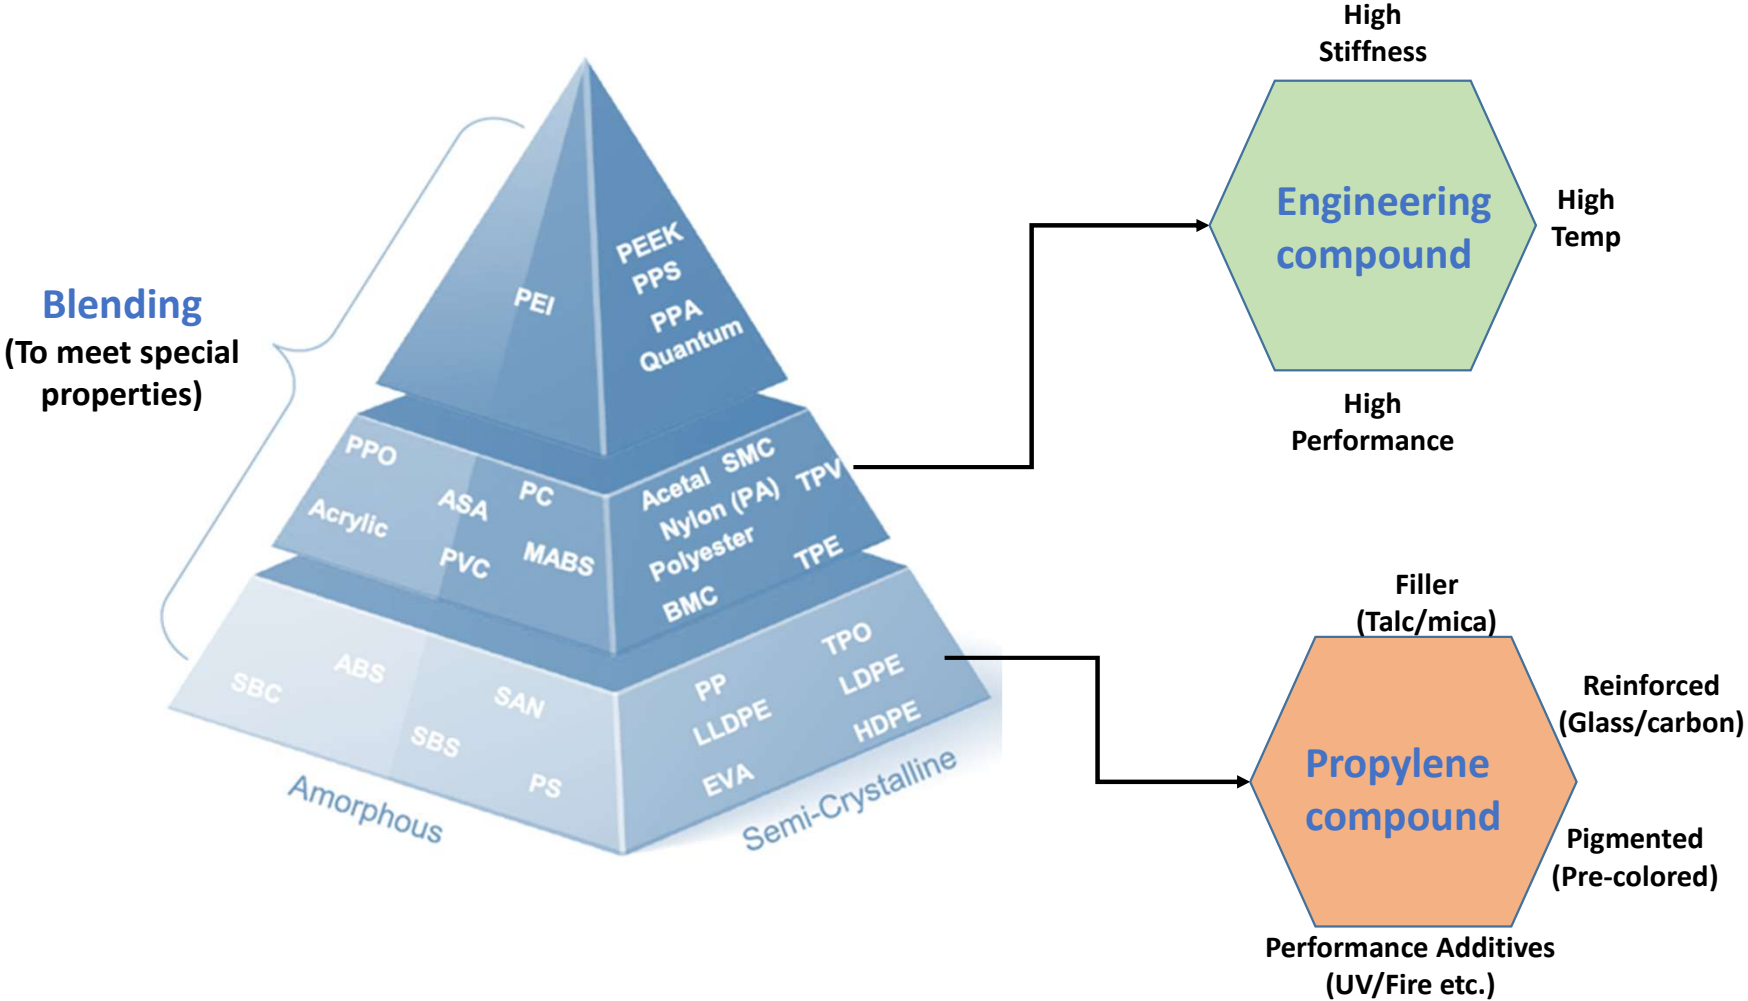 High
Stiffness
Engineering
compound
High
Temp
High
Performance
Blending
(To meet special
properties)
PEI
PEEK
PPS
PPA
Quantum
PPO
Acrylic
ASA
PC
PVC
MABS
Acetal
SMC
Nylon (PA)
TPV
Polyester
TPE
BMC
SBC
ABS
SAN
SBS
PS
PP
TPO
LLDPE
LDPE
EVA
HDPE
Amorphous
Semi-Crystalline
Filler
(Talc/mica)
Reinforced
(Glass/carbon)
Propylene
compound
Pigmented
(Pre-colored)
Performance Additives
(UV/Fire etc.)